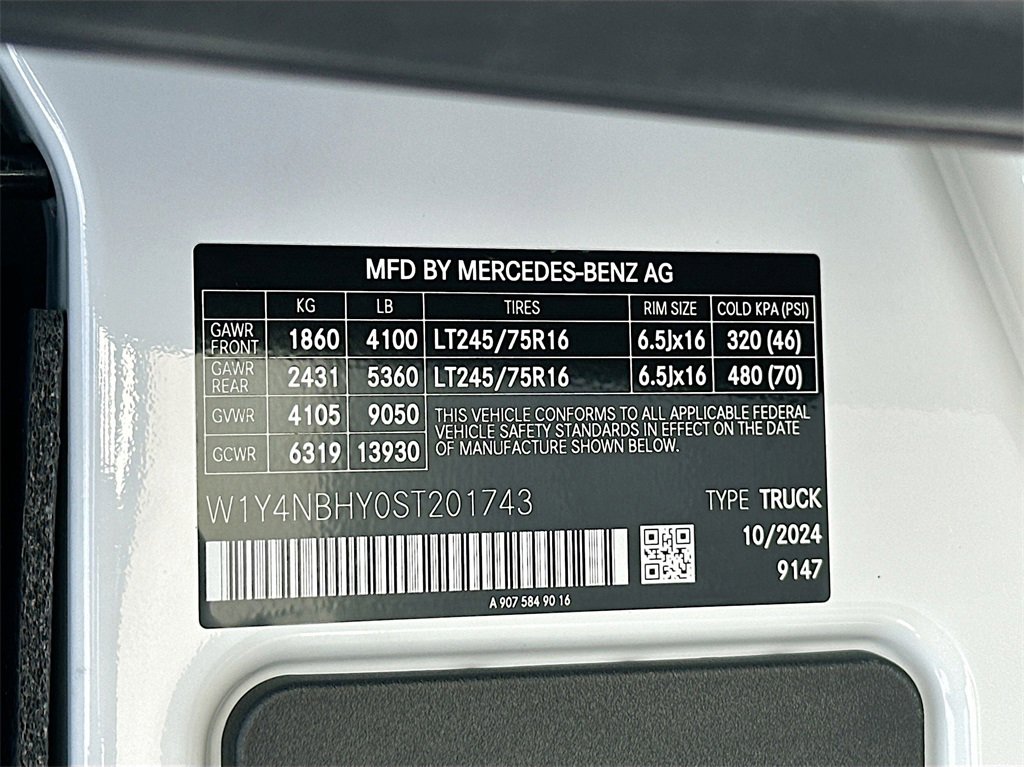 MFD BY MERCEDES-BENZ AG
KG LB TIRES RIM SIZE COLD KPA (PSI)
GAWR FRONT 1860 4100 LT245/75R16 6.5Jx16 320 (46)
GAWR REAR 2431 5360 LT245/75R16 6.5Jx16 480 (70)
GVWR 4105 9050
GCWR 6319 13930
THIS VEHICLE CONFORMS TO ALL APPLICABLE FEDERAL
VEHICLE SAFETY STANDARDS IN EFFECT ON THE DATE
OF MANUFACTURE SHOWN BELOW.
W1Y4NBHY0ST201743
TYPE TRUCK
10/2024
9147
A 907 584 90 16